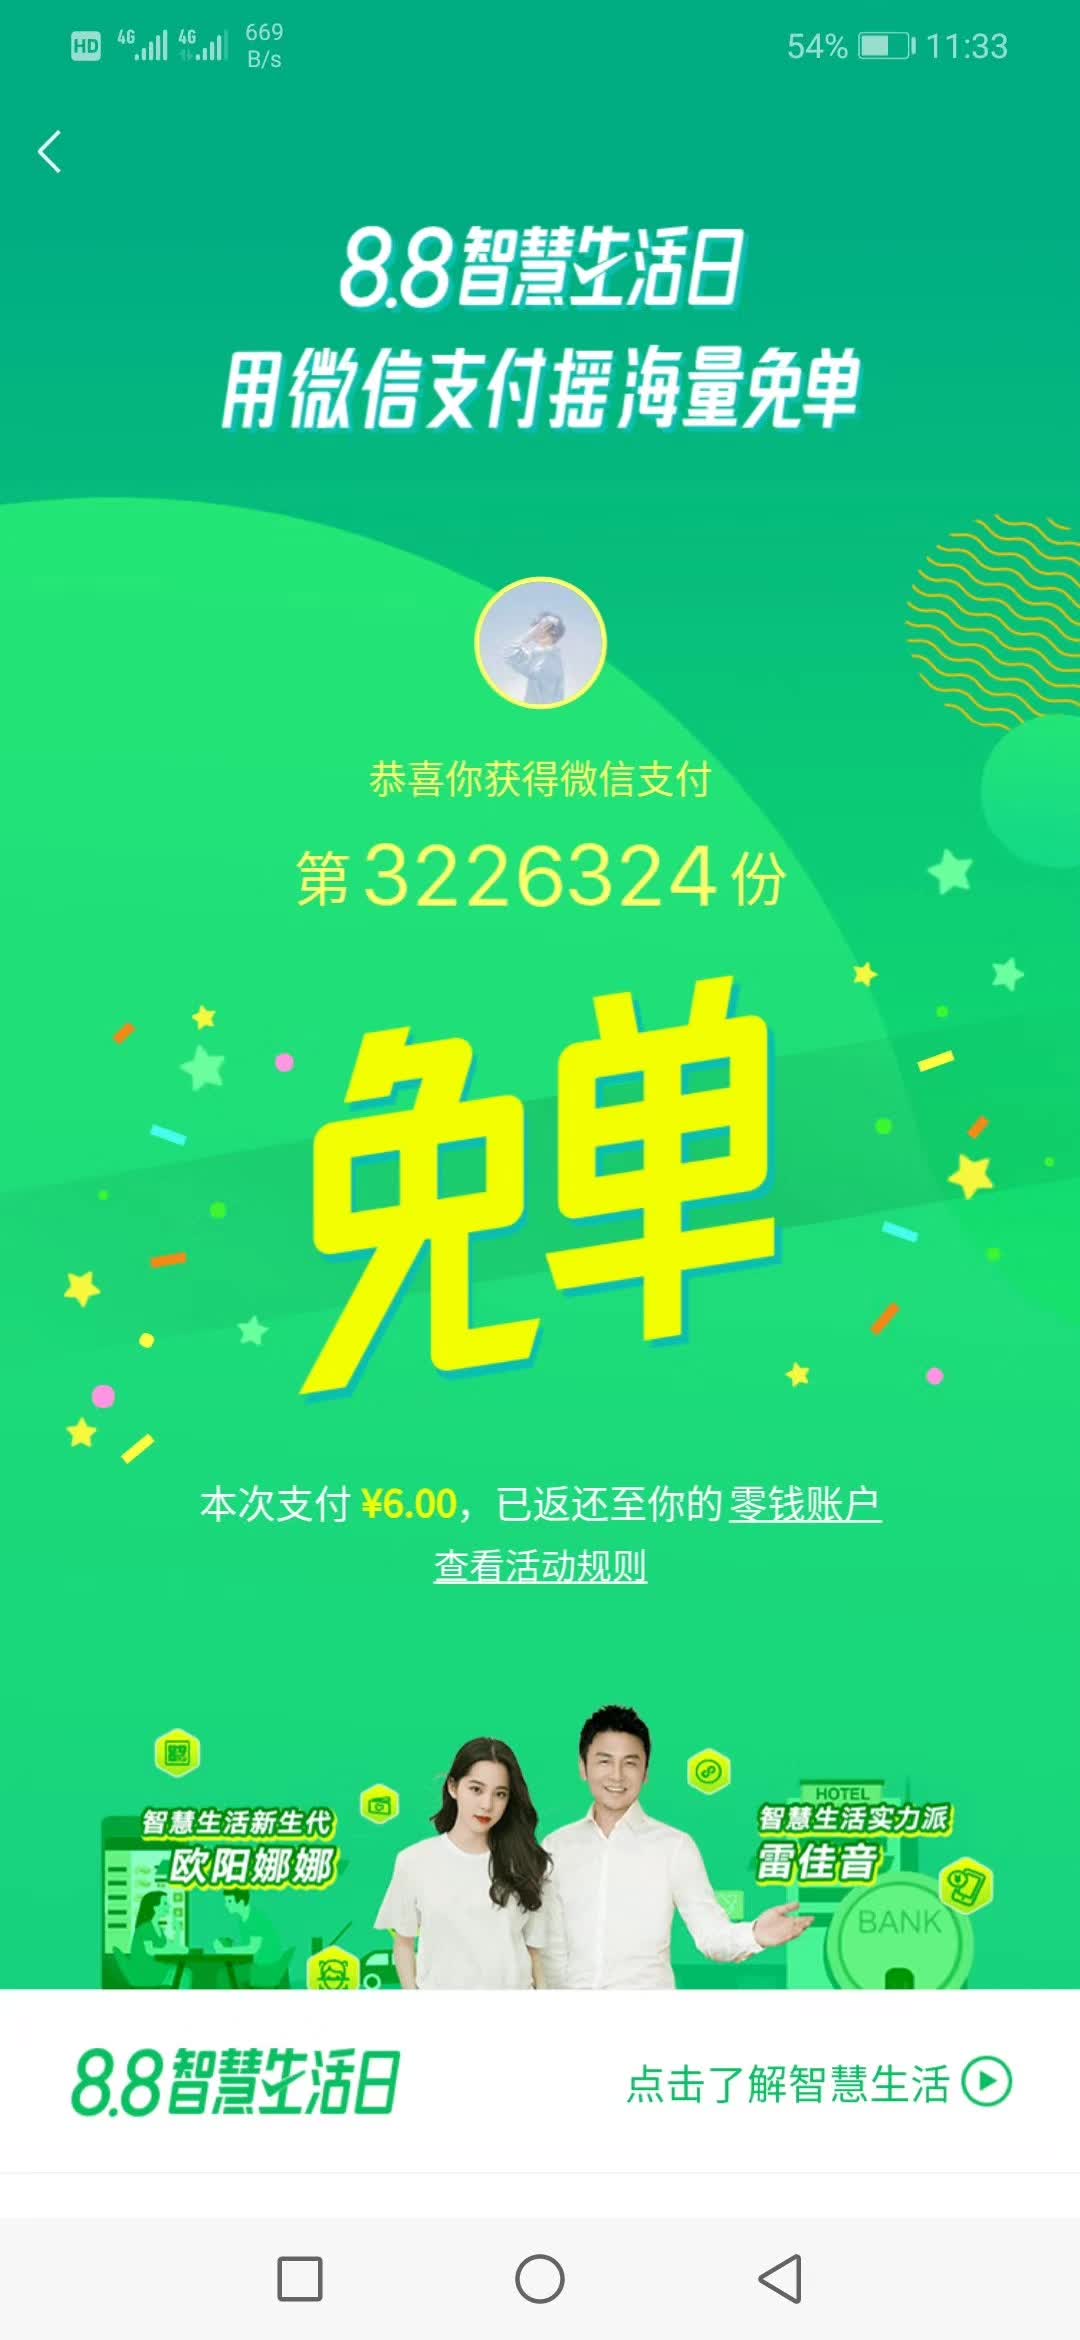 HD 4G 4G 669 B/s 54% 11:33
8.8智慧生活日
用微信支付摇海量免单
恭喜你获得微信支付
第3226324份
免单
本次支付 ¥6.00，已返还至你的 零钱账户
查看活动规则
智慧生活新生代
欧阳娜娜
HOTEL
智慧生活实力派
雷佳音
BANK
8.8智慧生活日
点击了解智慧生活